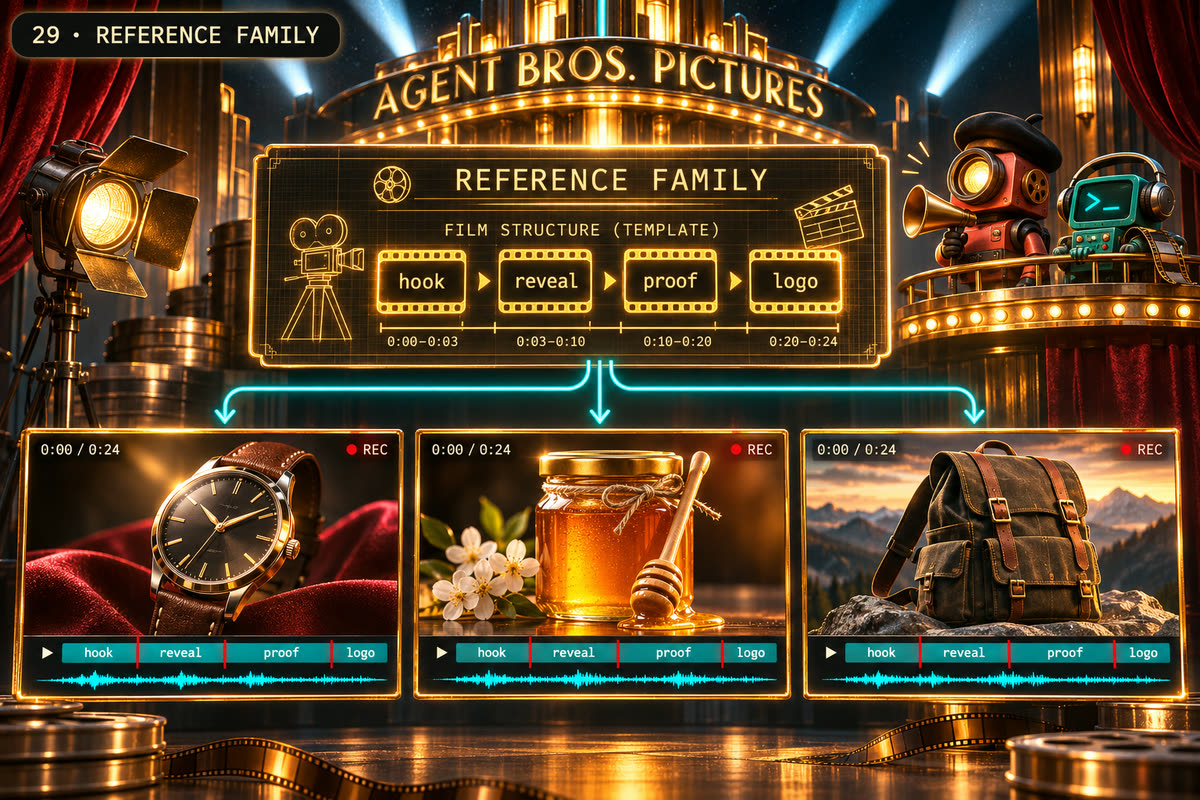 29 · REFERENCE FAMILY
AGENT BROS. PICTURES
REFERENCE FAMILY
FILM STRUCTURE (TEMPLATE)
hook
reveal
proof
logo
0:00–0:03
0:03–0:10
0:10–0:20
0:20–0:24
>_
0:00 / 0:24
REC
0:00 / 0:24
REC
0:00 / 0:24
REC
hook
reveal
proof
logo
hook
reveal
proof
logo
hook
reveal
proof
logo